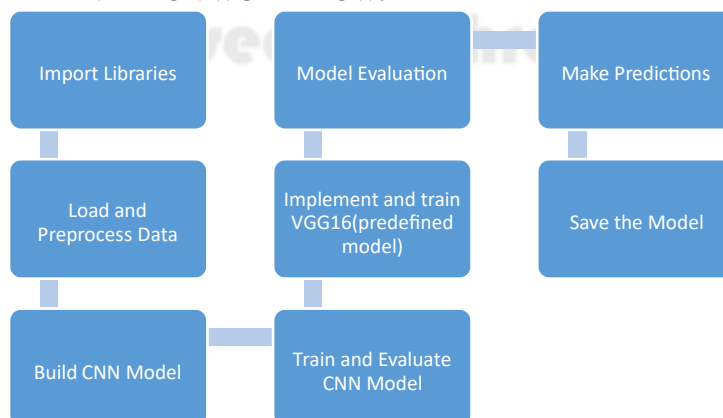 Import Libraries
Load and
Preprocess Data
Build CNN Model
Train and Evaluate
CNN Model
Implement and train
VGG16(predefined
model)
Model Evaluation
Make Predictions
Save the Model